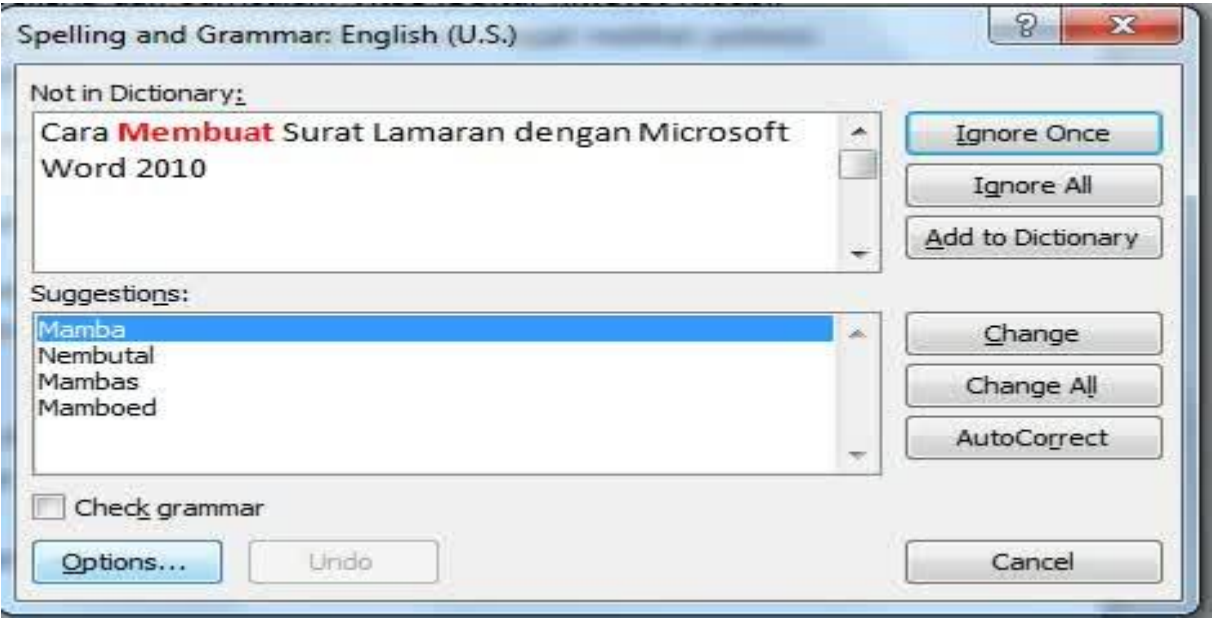 Spelling and Grammar: English (U.S.)
Not in Dictionary:
Cara Membuat Surat Lamaran dengan Microsoft
Word 2010
Ignore Once
Ignore All
Add to Dictionary
Suggestions:
Mamba
Nembutal
Mambas
Mamboed
Change
Change All
AutoCorrect
Check grammar
Options...
Undo
Cancel